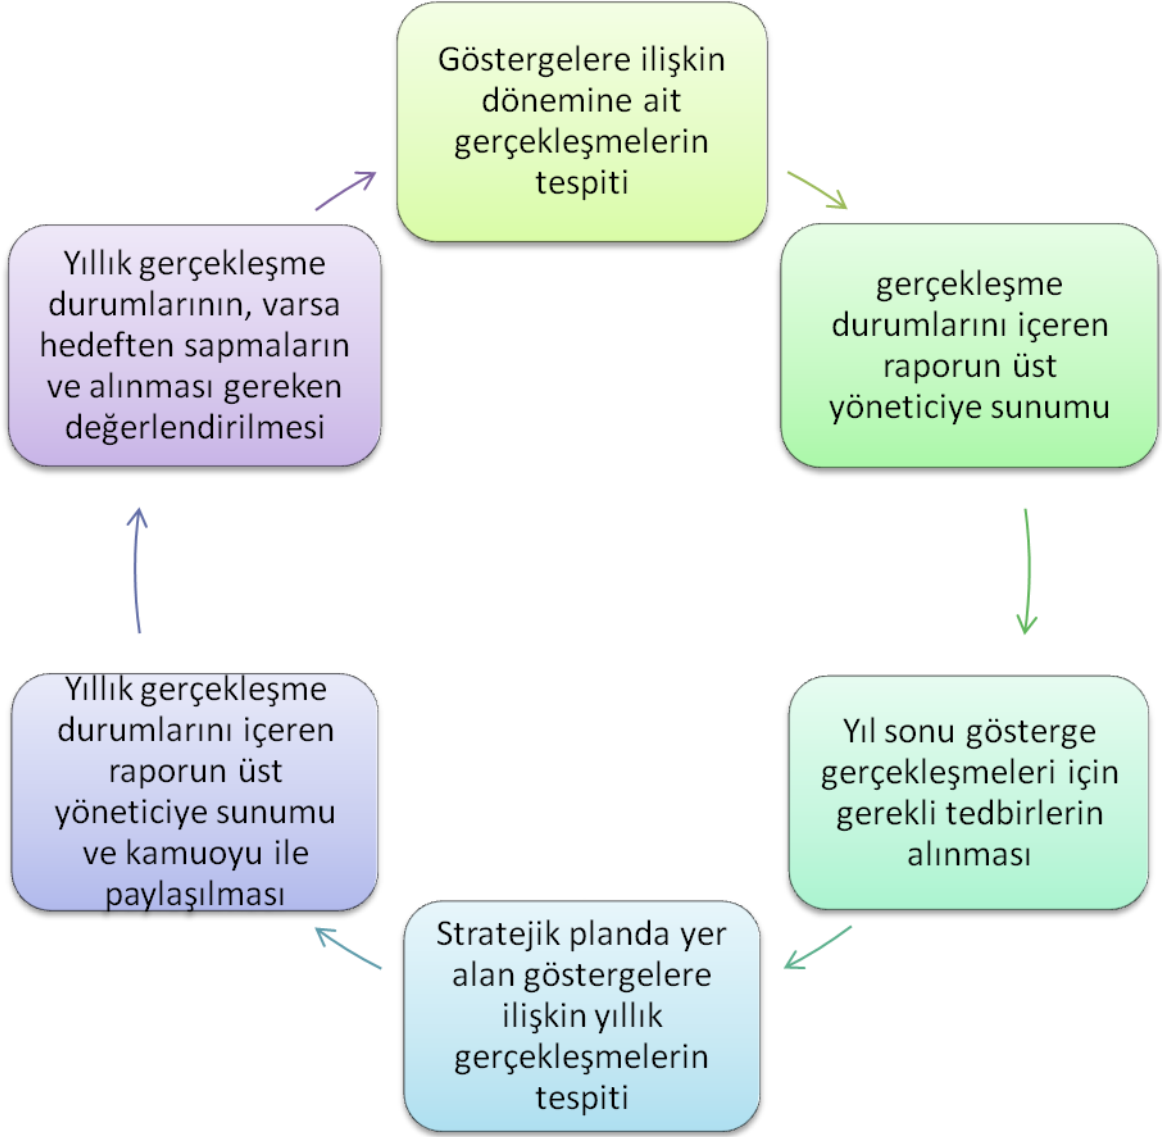 Göstergelere ilişkin
dönemine ait
gerçekleşmelerin
tespiti
gerçekleşme
durumlarını içeren
raporun üst
yöneticiye sunumu
Yıl sonu gösterge
gerçekleşmeleri için
gerekli tedbirlerin
alınması
Stratejik planda yer
alan göstergelere
ilişkin yıllık
gerçekleşmelerin
tespiti
Yıllık gerçekleşme
durumlarını içeren
raporun üst
yöneticiye sunumu
ve kamuoyu ile
paylaşılması
Yıllık gerçekleşme
durumlarının, varsa
hedeften sapmaların
ve alınması gereken
değerlendirilmesi